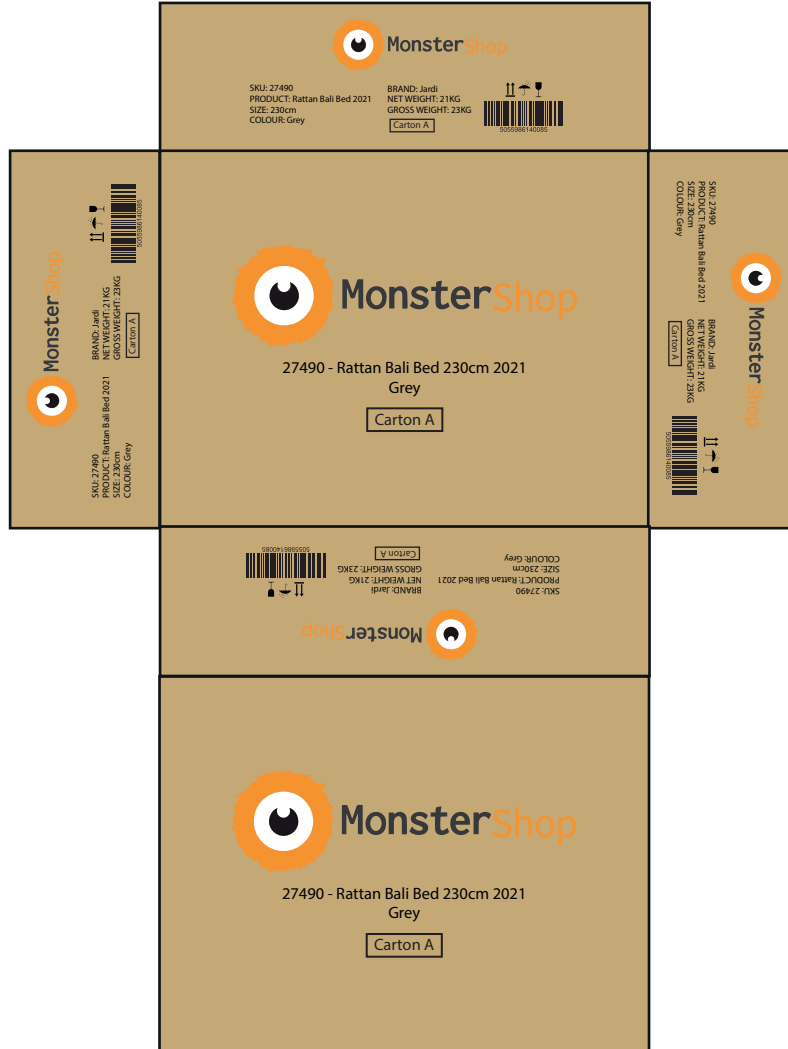 MonsterShop
SKU: 27490
PRODUCT: Rattan Bali Bed 2021
SIZE: 230cm
COLOUR: Grey
BRAND: Jardi
NET WEIGHT: 21KG
GROSS WEIGHT: 23KG
Carton A
5055986140085
MonsterShop
SKU: 27490
PRODUCT: Rattan Bali Bed 2021
SIZE: 230cm
COLOUR: Grey
BRAND: Jardi
NET WEIGHT: 21KG
GROSS WEIGHT: 23KG
Carton A
5055986140085
MonsterShop
27490 - Rattan Bali Bed 230cm 2021
Grey
Carton A
MonsterShop
SKU: 27490
PRODUCT: Rattan Bali Bed 2021
SIZE: 230cm
COLOUR: Grey
BRAND: Jardi
NET WEIGHT: 21KG
GROSS WEIGHT: 23KG
Carton A
5055986140085
MonsterShop
SKU: 27490
PRODUCT: Rattan Bali Bed 2021
SIZE: 230cm
COLOUR: Grey
BRAND: Jardi
NET WEIGHT: 21KG
GROSS WEIGHT: 23KG
Carton A
5055986140085
MonsterShop
27490 - Rattan Bali Bed 230cm 2021
Grey
Carton A